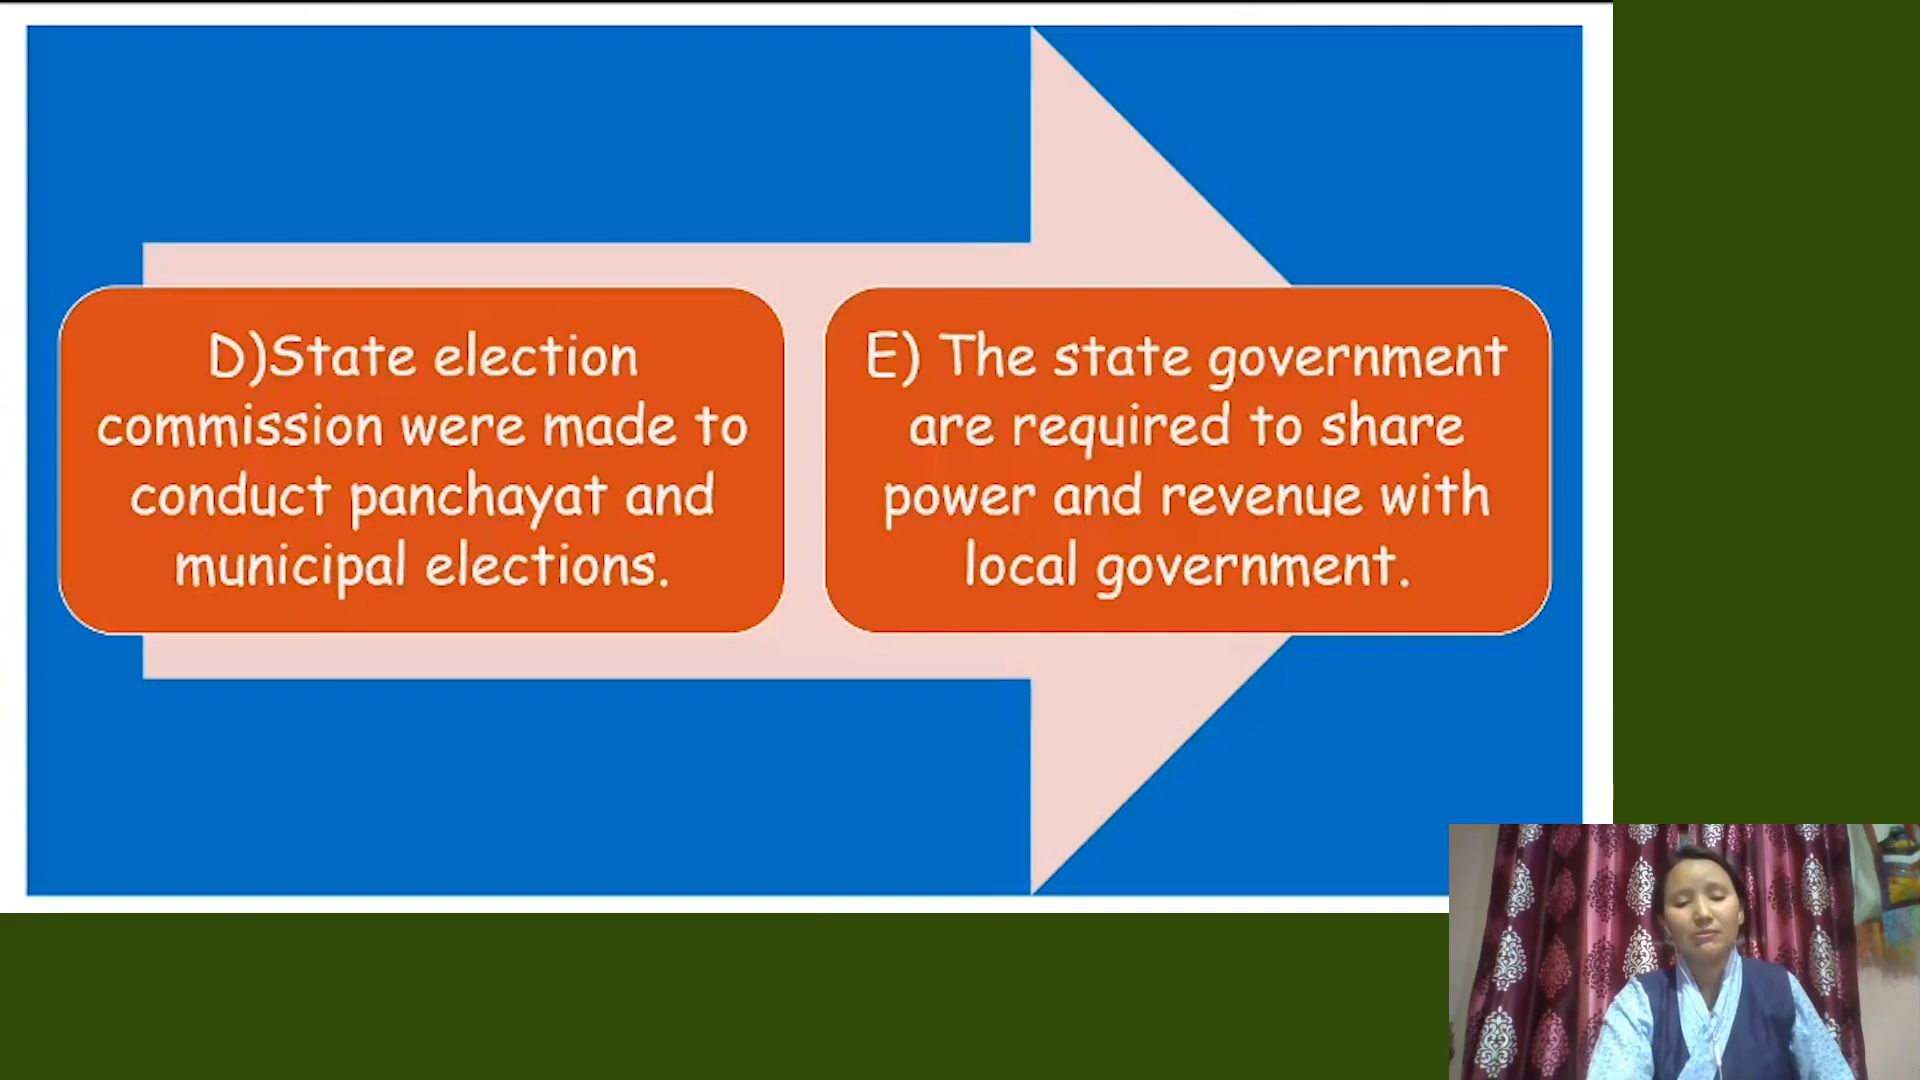 D)State election
commission were made to
conduct panchayat and
municipal elections.
E) The state government
are required to share
power and revenue with
local government.